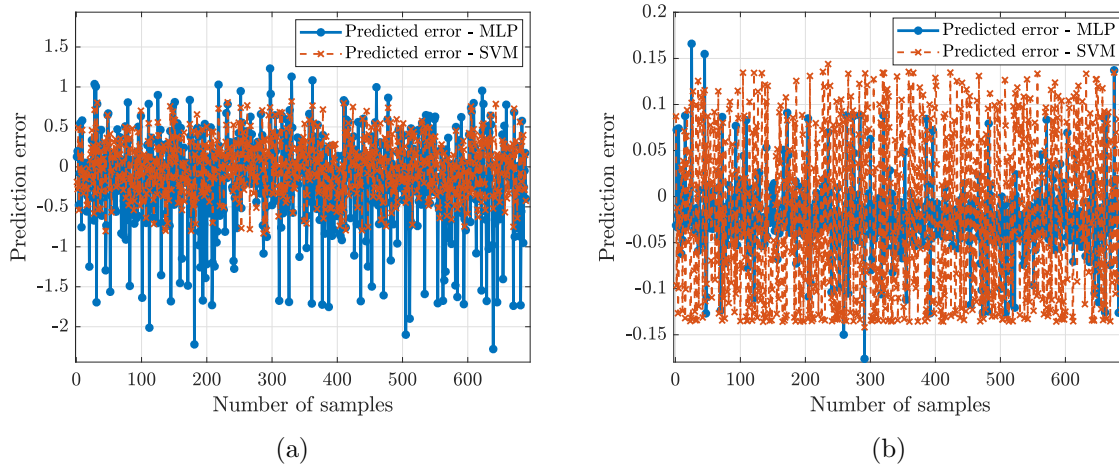 Predicted error - MLP
Predicted error - SVM
Prediction error
1.5
1
0.5
0
-0.5
-1
-1.5
-2
0 100 200 300 400 500 600
Number of samples
(a)
Predicted error - MLP
Predicted error - SVM
Prediction error
0.2
0.15
0.1
0.05
0
-0.05
-0.1
-0.15
0 100 200 300 400 500 600
Number of samples
(b)